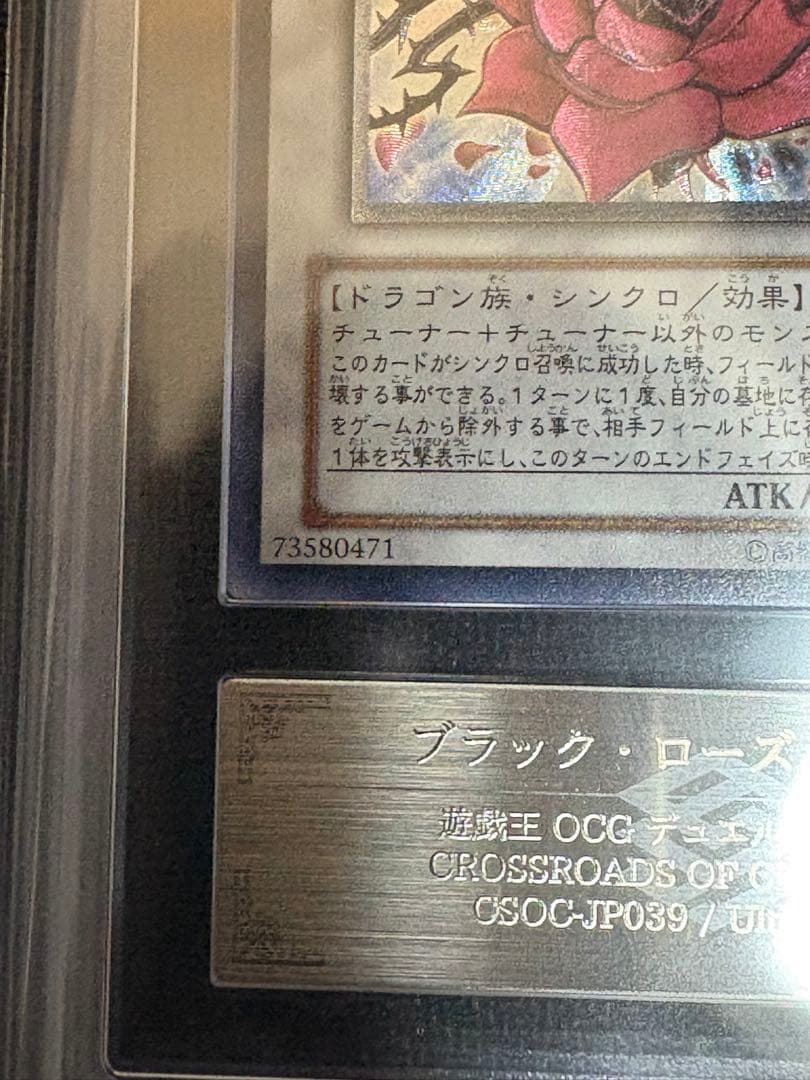 【ドラゴン族・シンクロ／効果】
チューナー＋チューナー以外のモン
このカードがシンクロ召喚に成功した時、フィールド
壊する事ができる。1ターンに1度、自分の墓地に存
をゲームから除外する事で、相手フィールド上に存
1体を攻撃表示にし、このターンのエンドフェイズ時
ATK/
73580471
©高
ブラック・ローズ
遊戯王 OCG デュエル
CROSSROADS OF
CSOC-JP039 /